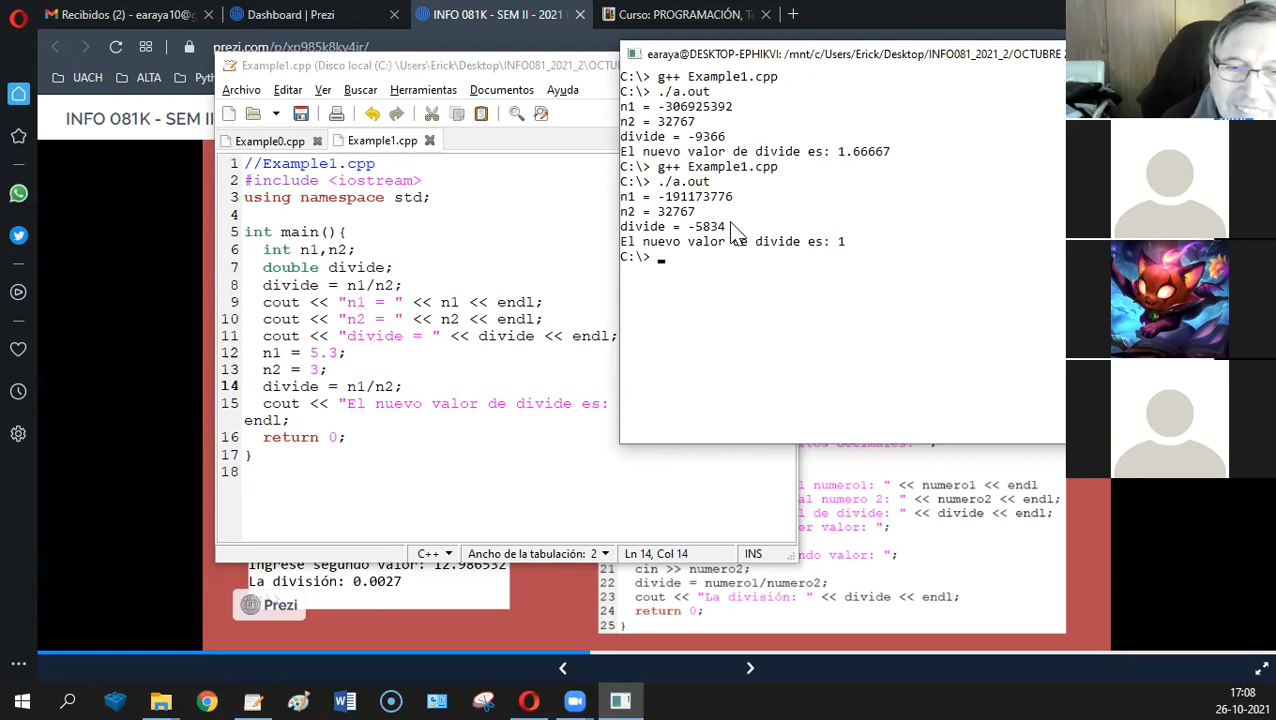 Recibidos (2) - earaya10@g
Dashboard | Prezi
INFO 081K - SEM II - 2021
Curso: PROGRAMACIÓN, T
prezi.com/p/xp985k8kv4jr/
UACH
ALTA
Pyt
INFO 081K - SEM II
Example1.cpp (Disco local (C:) \Users\Erick\Desktop\INFO081_2021_2\OCTU
Archivo Editar Ver Buscar Herramientas Documentos Ayuda
Example0.cpp
Example1.cpp
1 //Example1.cpp
2 #include <iostream>
3 using namespace std;
4
5 int main(){
6 int n1,n2;
7 double divide;
8 divide = n1/n2;
9 cout << "n1 = " << n1 << endl;
10 cout << "n2 = " << n2 << endl;
11 cout << "divide = " << divide << endl;
12 n1 = 5.3;
13 n2 = 3;
14 divide = n1/n2;
15 cout << "El nuevo valor de divide es:
endl;
16 return 0;
17 }
18
C++
Ancho de la tabulación: 2
Ln 14, Col 14
INS
earaya@DESKTOP-EPHIKVI: /mnt/c/Users/Erick/Desktop/INFO081_2021_2/OCTUBRE 2
C:\> g++ Example1.cpp
C:\> ./a.out
n1 = -306925392
n2 = 32767
divide = -9366
El nuevo valor de divide es: 1.66667
C:\> g++ Example1.cpp
C:\> ./a.out
n1 = -191173776
n2 = 32767
divide = -5834
El nuevo valor de divide es: 1
C:\>
l numero1: " << numero1 << endl
al numero 2: " << numero2 << endl;
l de divide: " << divide << endl;
er valor: ";
ndo valor: ";
21 cin >> numero2;
22 divide = numero1/numero2;
23 cout << "La división: " << divide << endl;
24 return 0;
25 }
Ingrese segundo valor: 12.986532
La división: 0.0027
Prezi
17:08
26-10-2021